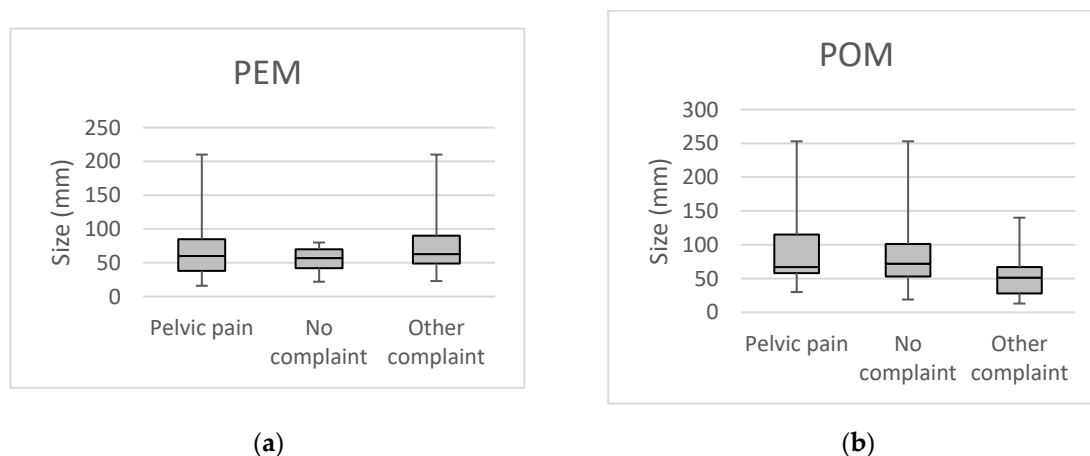 PEM
250
200
150
100
50
0
Size (mm)
Pelvic pain
No complaint
Other complaint
(a)
POM
300
250
200
150
100
50
0
Size (mm)
Pelvic pain
No complaint
Other complaint
(b)